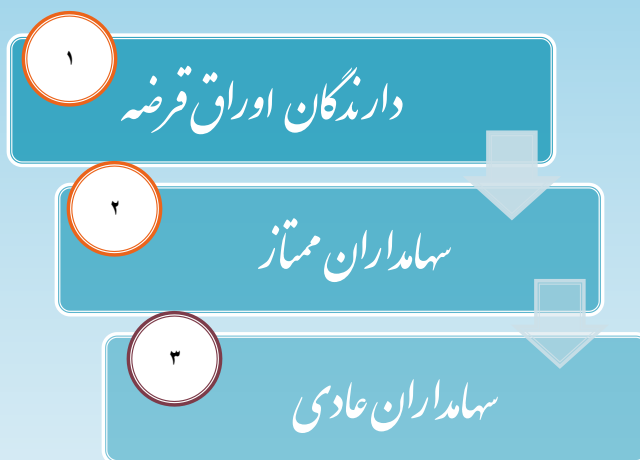 ۱
دارندگان اوراق قرضه
۲
سهامداران ممتاز
۳
سهامداران عادی